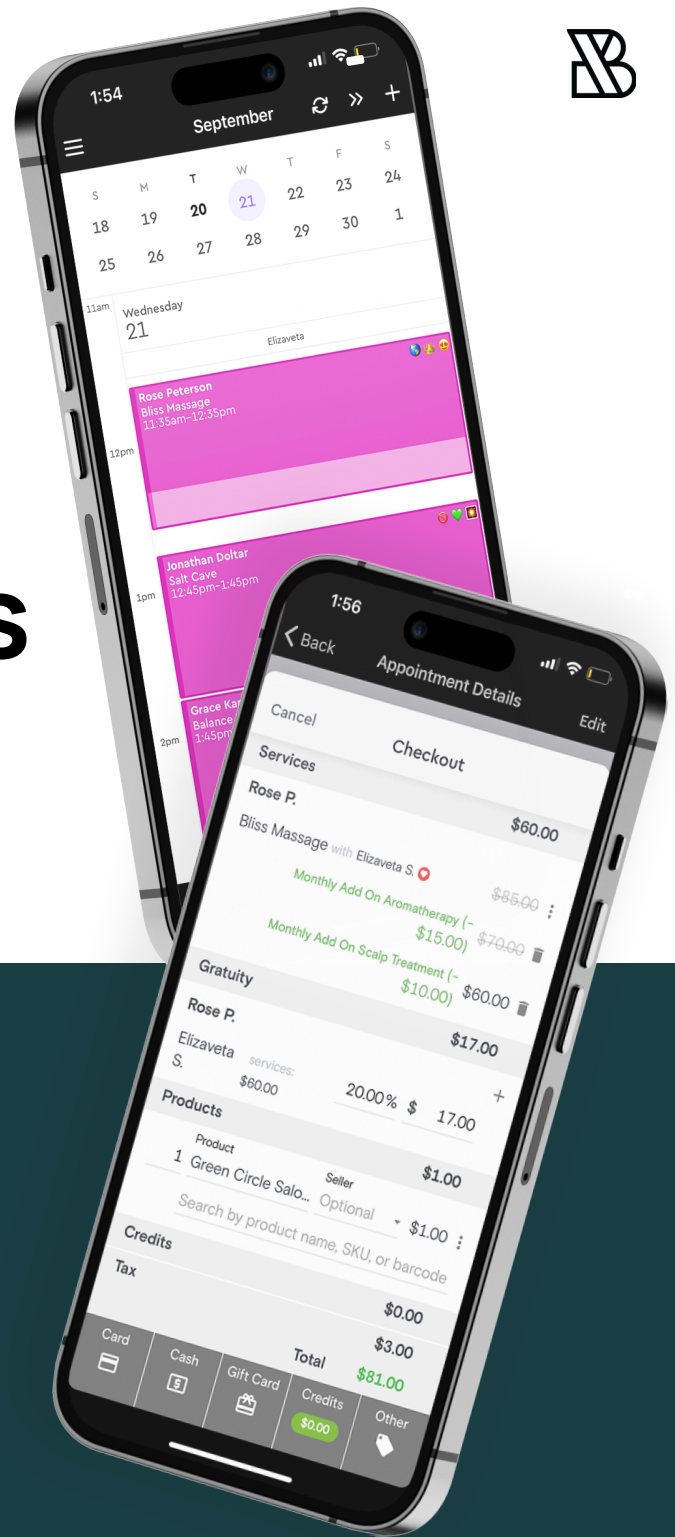 1:54
September
S M T W T F S
18 19 20 21 22 23 24
25 26 27 28 29 30 1
11am
Wednesday
21
Elizaveta
Rose Peterson
Bliss Massage
11:35am–12:35pm
12pm
Jonathan Doltar
Salt Cave
12:45pm–1:45pm
1pm
Grace
Balance
1:45pm
2pm
s
1:56
Back
Appointment Details
Edit
Cancel
Checkout
Services
$60.00
Rose P.
Bliss Massage with Elizaveta S.
$85.00
Monthly Add On Aromatherapy (–
$15.00) $70.00
Monthly Add On Scalp Treatment (–
$10.00) $60.00
Gratuity
$17.00
Rose P.
+
Elizaveta
S.
services:
$60.00
20.00% $ 17.00
Products
$1.00
Product
Seller
1 Green Circle Salo... Optional $1.00
Search by product name, SKU, or barcode
Credits
$0.00
Tax
$3.00
Total $81.00
Card
Cash
Gift Card
Credits
$0.00
Other